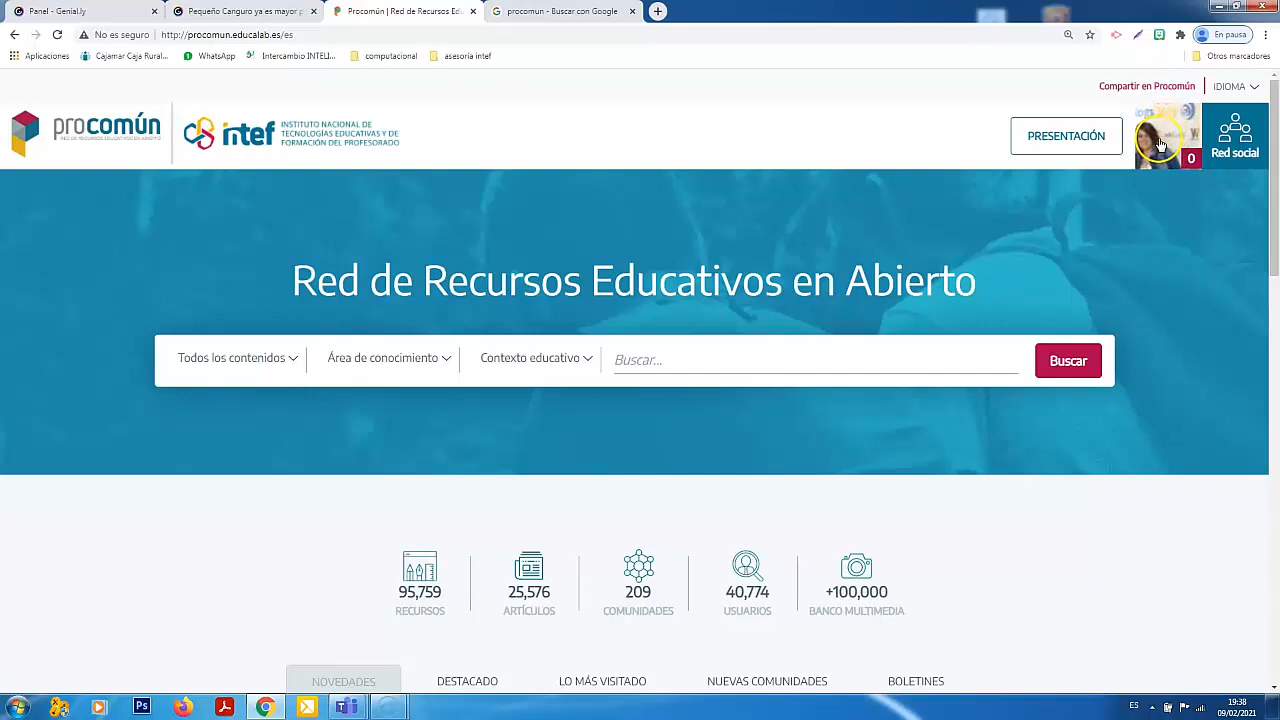 Panel - Genial.ly
Pequeño Canguro ya es mayor p
Procomún | Red de Recursos Ed
procomun - Buscar con Google
No es seguro
http://procomun.educalab.es/es
En pausa
Aplicaciones
Cajamar Caja Rural...
WhatsApp
Intercambio INTELI...
computacional
asesoria intef
Otros marcadores
Compartir en Procomún
IDIOMA
procomún
RED DE RECURSOS EDUCATIVOS EN ABIERTO
intef
INSTITUTO NACIONAL DE
TECNOLOGÍAS EDUCATIVAS Y DE
FORMACIÓN DEL PROFESORADO
PRESENTACIÓN
0
Red social
Red de Recursos Educativos en Abierto
Todos los contenidos
Área de conocimiento
Contexto educativo
Buscar...
Buscar
95,759
25,576
209
40,774
+100,000
RECURSOS
ARTÍCULOS
COMUNIDADES
USUARIOS
BANCO MULTIMEDIA
NOVEDADES
DESTACADO
LO MÁS VISITADO
NUEVAS COMUNIDADES
BOLETINES
Ps
ES
19:38
09/02/2021